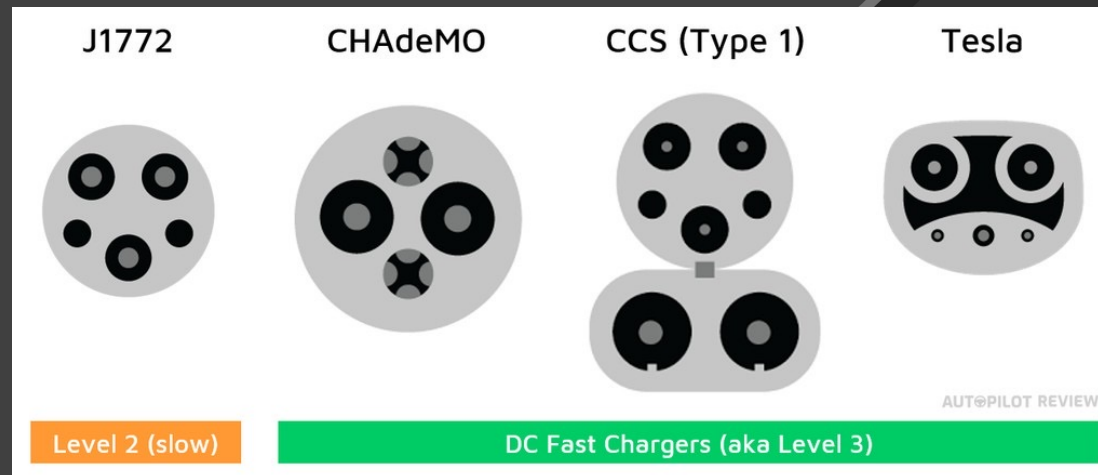 J1772
CHAdeMO
CCS (Type 1)
Tesla
AUTOPILOT REVIEW
Level 2 (slow)
DC Fast Chargers (aka Level 3)